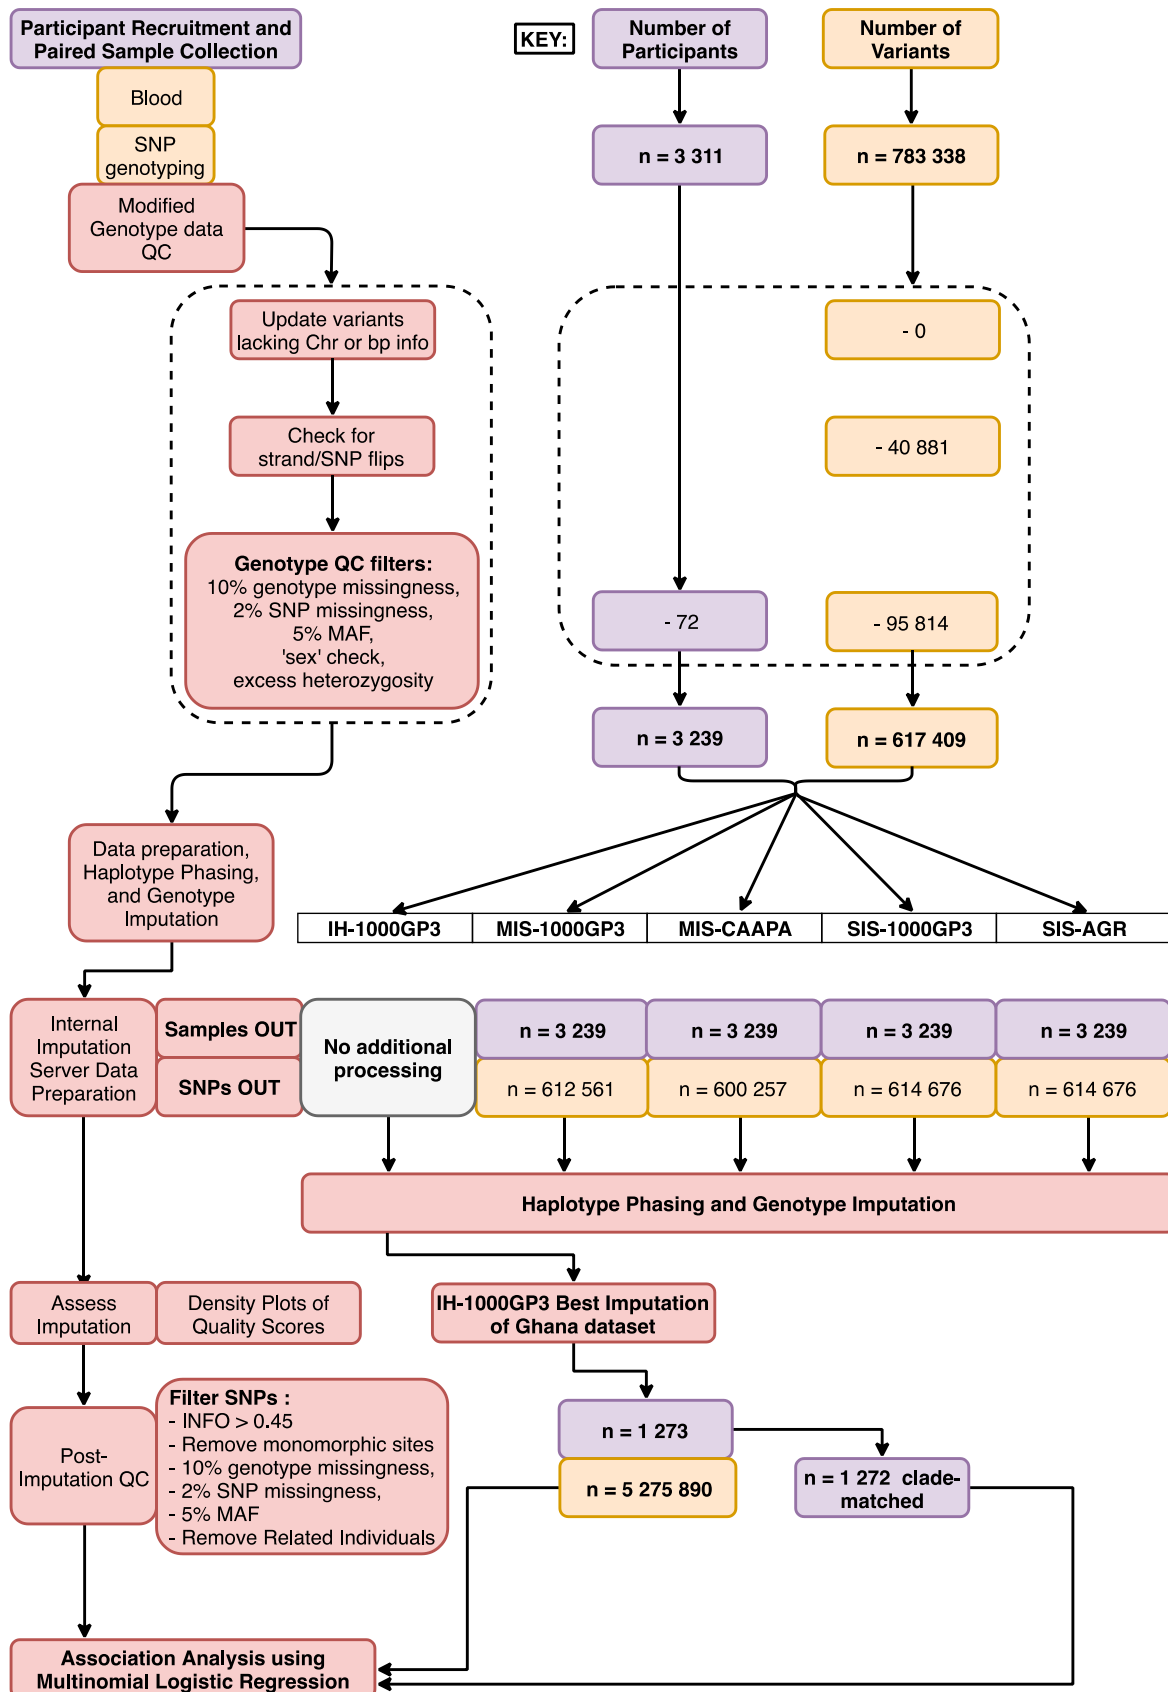 Participant Recruitment and
Paired Sample Collection
KEY:
Number of
Participants
Number of
Variants
Blood
SNP
genotyping
n = 3 311
n = 783 338
Modified
Genotype data
QC
Update variants
lacking Chr or bp info
- 0
Check for
strand/SNP flips
- 40 881
Genotype QC filters:
10% genotype missingness,
2% SNP missingness,
5% MAF,
'sex' check,
excess heterozygosity
- 72
- 95 814
n = 3 239
n = 617 409
Data preparation,
Haplotype Phasing,
and Genotype
Imputation
IH-1000GP3
MIS-1000GP3
MIS-CAAPA
SIS-1000GP3
SIS-AGR
Internal
Imputation
Server Data
Preparation
Samples OUT
SNPs OUT
No additional
processing
n = 3 239
n = 3 239
n = 3 239
n = 3 239
n = 612 561
n = 600 257
n = 614 676
n = 614 676
Haplotype Phasing and Genotype Imputation
Assess
Imputation
Density Plots of
Quality Scores
IH-1000GP3 Best Imputation
of Ghana dataset
Post-
Imputation QC
Filter SNPs :
- INFO > 0.45
- Remove monomorphic sites
- 10% genotype missingness,
- 2% SNP missingness,
- 5% MAF
- Remove Related Individuals
n = 1 273
n = 5 275 890
n = 1 272 clade-
matched
Association Analysis using
Multinomial Logistic Regression